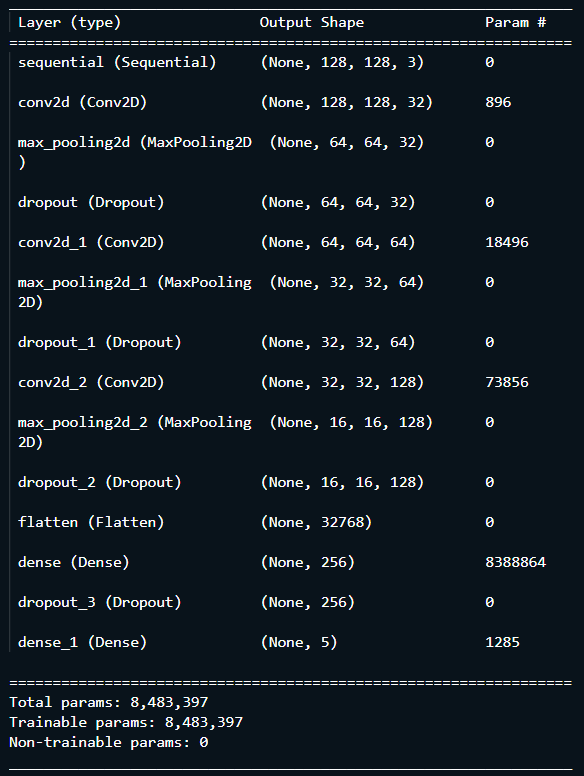 Layer (type) Output Shape Param #
=================================================================
sequential (Sequential) (None, 128, 128, 3) 0
conv2d (Conv2D) (None, 128, 128, 32) 896
max_pooling2d (MaxPooling2D (None, 64, 64, 32) 0
)
dropout (Dropout) (None, 64, 64, 32) 0
conv2d_1 (Conv2D) (None, 64, 64, 64) 18496
max_pooling2d_1 (MaxPooling (None, 32, 32, 64) 0
2D)
dropout_1 (Dropout) (None, 32, 32, 64) 0
conv2d_2 (Conv2D) (None, 32, 32, 128) 73856
max_pooling2d_2 (MaxPooling (None, 16, 16, 128) 0
2D)
dropout_2 (Dropout) (None, 16, 16, 128) 0
flatten (Flatten) (None, 32768) 0
dense (Dense) (None, 256) 8388864
dropout_3 (Dropout) (None, 256) 0
dense_1 (Dense) (None, 5) 1285
=================================================================
Total params: 8,483,397
Trainable params: 8,483,397
Non-trainable params: 0